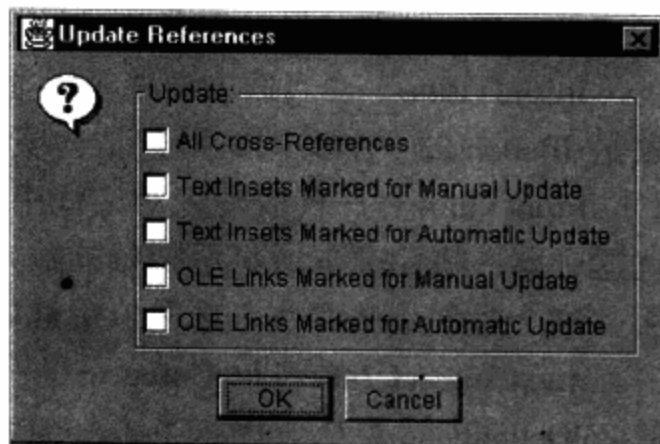 Update References
?
Update:
All Cross-References
Text Insets Marked for Manual Update
Text Insets Marked for Automatic Update
OLE Links Marked for Manual Update
OLE Links Marked for Automatic Update
OK Cancel